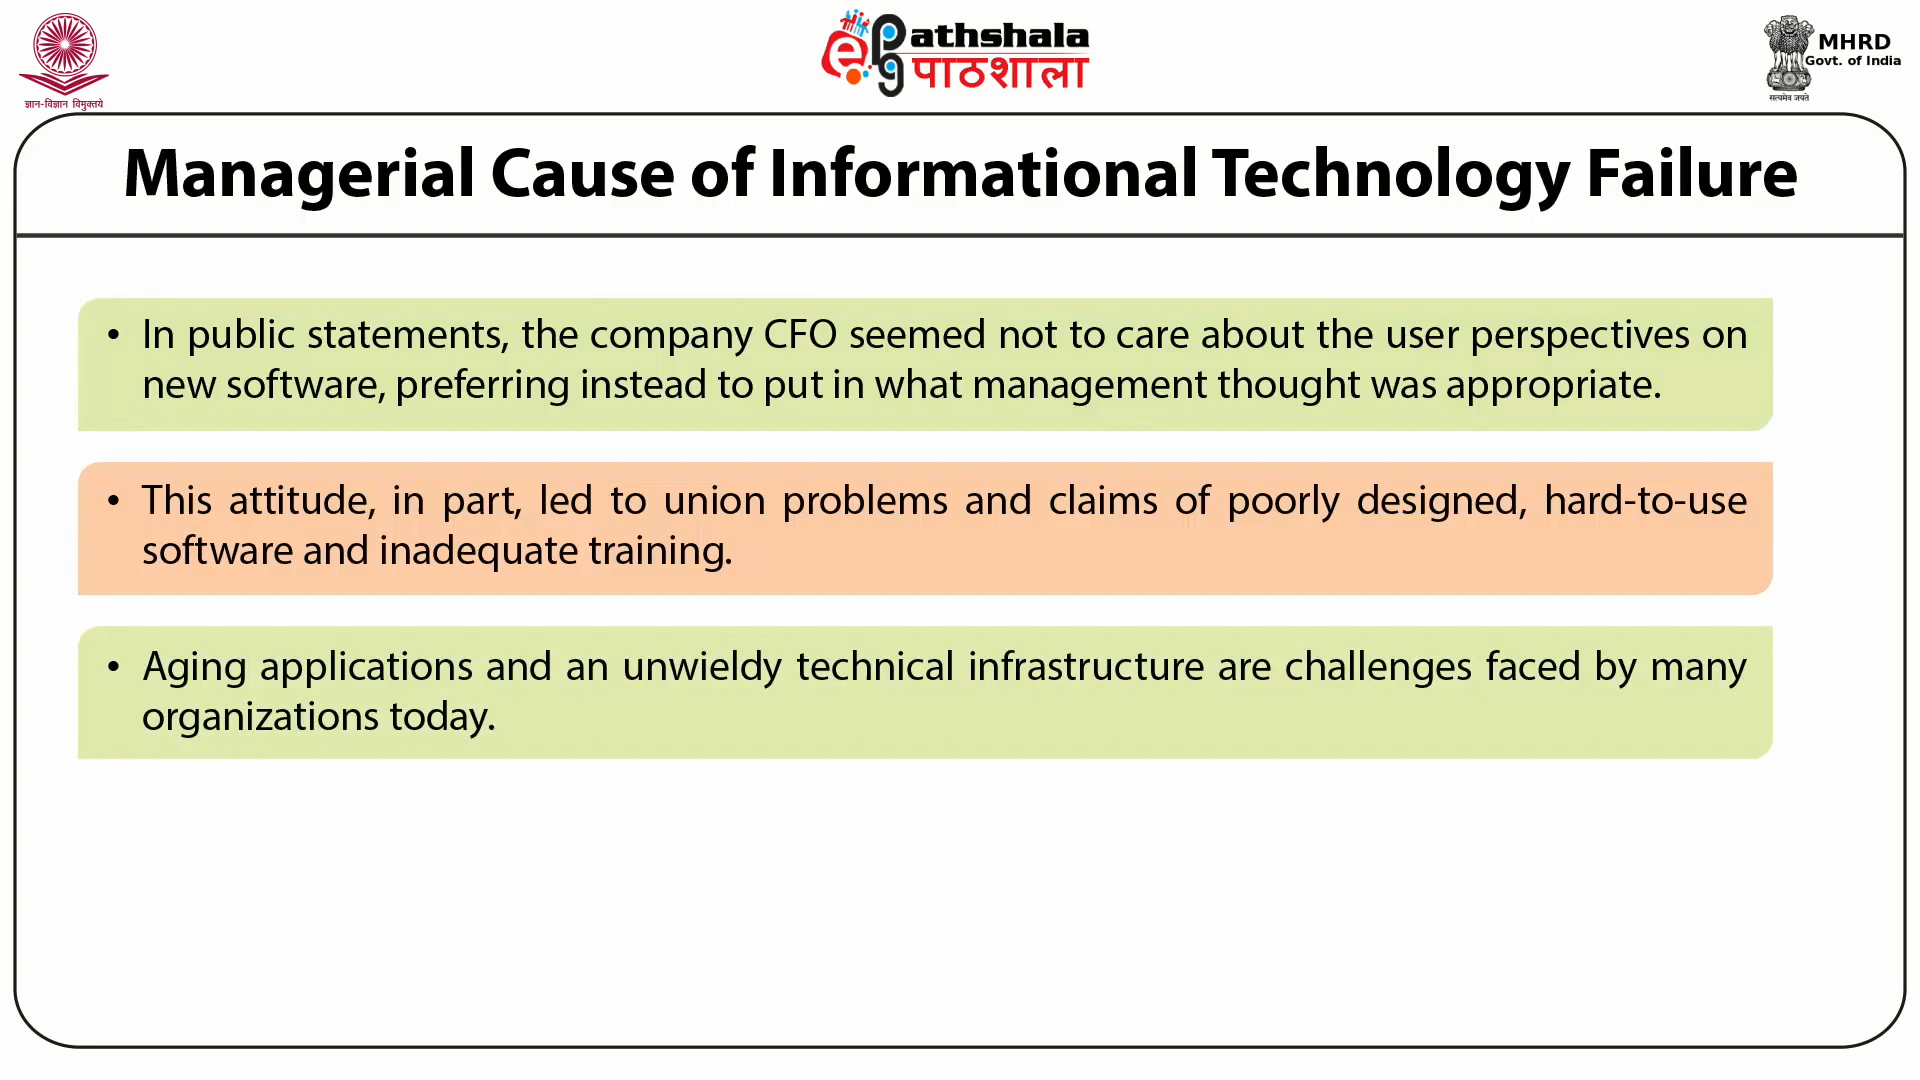 ज्ञान-विज्ञान विमुक्तये
ePG athshala
पाठशाला
MHRD
Govt. of India
सत्यमेव जयते
Managerial Cause of Informational Technology Failure
• In public statements, the company CFO seemed not to care about the user perspectives on
new software, preferring instead to put in what management thought was appropriate.
• This attitude, in part, led to union problems and claims of poorly designed, hard-to-use
software and inadequate training.
• Aging applications and an unwieldy technical infrastructure are challenges faced by many
organizations today.